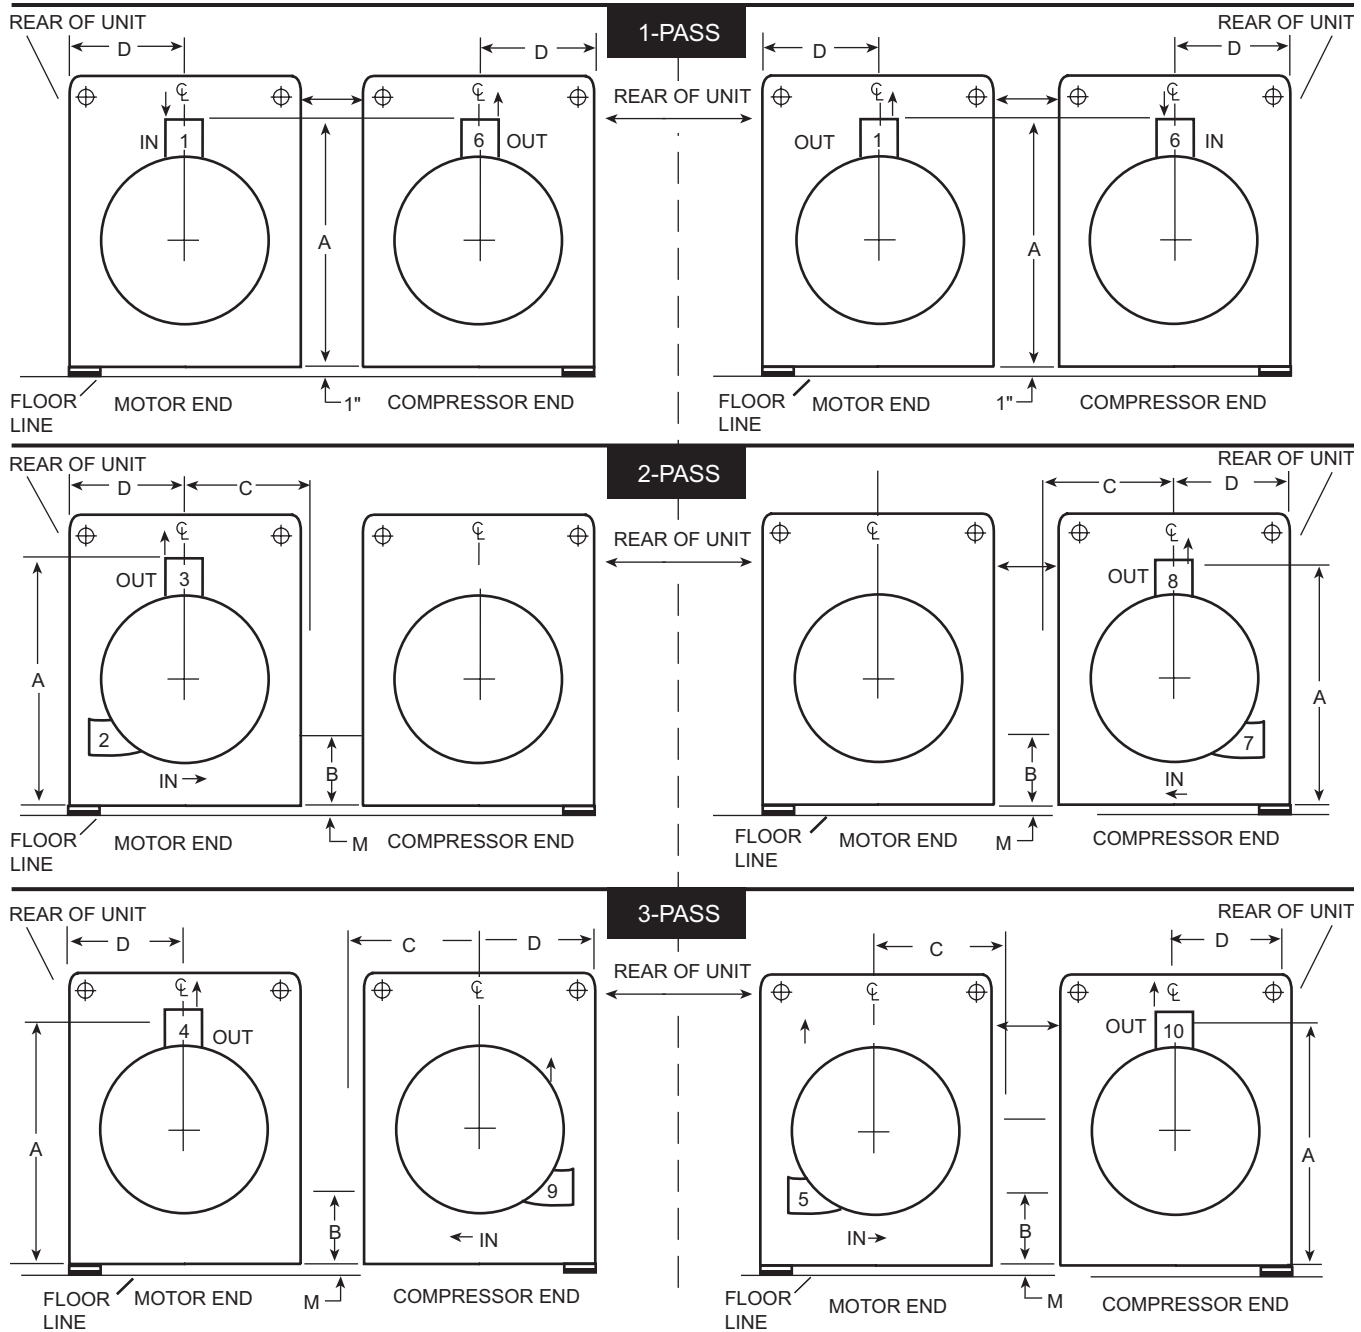 1-PASS
REAR OF UNIT
REAR OF UNIT
D
D
D
D
REAR OF UNIT
℄
℄
℄
℄
IN
1
6
OUT
OUT
1
6
IN
A
A
1"
1"
FLOOR
LINE
MOTOR END
COMPRESSOR END
FLOOR
LINE
MOTOR END
COMPRESSOR END
2-PASS
REAR OF UNIT
REAR OF UNIT
D
C
C
D
REAR OF UNIT
℄
℄
℄
℄
OUT
3
OUT
8
A
A
2
7
IN
B
B
IN
M
M
FLOOR
LINE
MOTOR END
COMPRESSOR END
FLOOR
LINE
MOTOR END
COMPRESSOR END
3-PASS
REAR OF UNIT
REAR OF UNIT
D
C
D
C
D
REAR OF UNIT
℄
℄
℄
℄
4
OUT
OUT
10
A
A
9
5
B
IN
IN
B
M
M
FLOOR
LINE
MOTOR END
COMPRESSOR END
FLOOR
LINE
MOTOR END
COMPRESSOR END